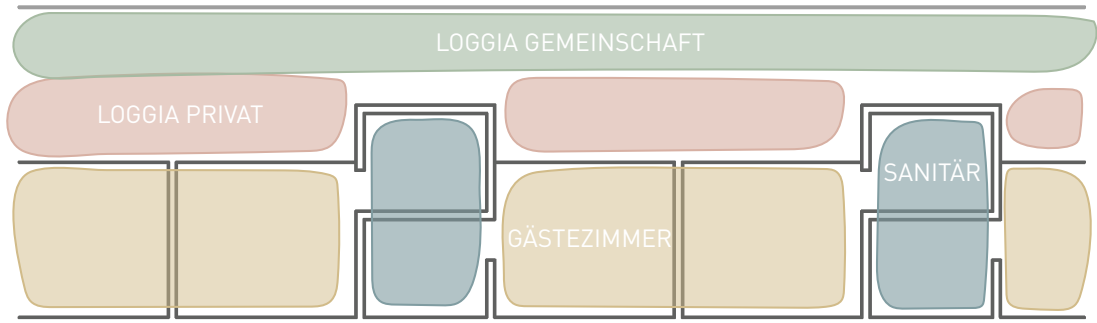 LOGGIA GEMEINSCHAFT
LOGGIA PRIVAT
SANITÄR
GÄSTEZIMMER